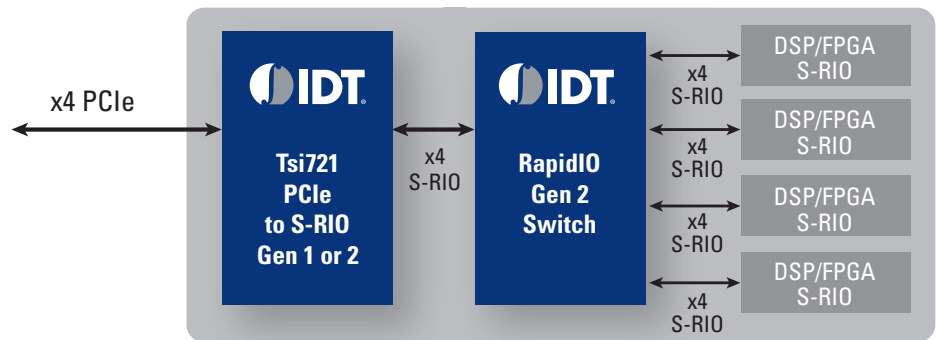 x4 PCIe
IDT
Tsi721
PCIe
to S-RIO
Gen 1 or 2
x4
S-RIO
IDT
RapidIO
Gen 2
Switch
x4
S-RIO
DSP/FPGA
S-RIO
x4
S-RIO
DSP/FPGA
S-RIO
x4
S-RIO
DSP/FPGA
S-RIO
x4
S-RIO
DSP/FPGA
S-RIO